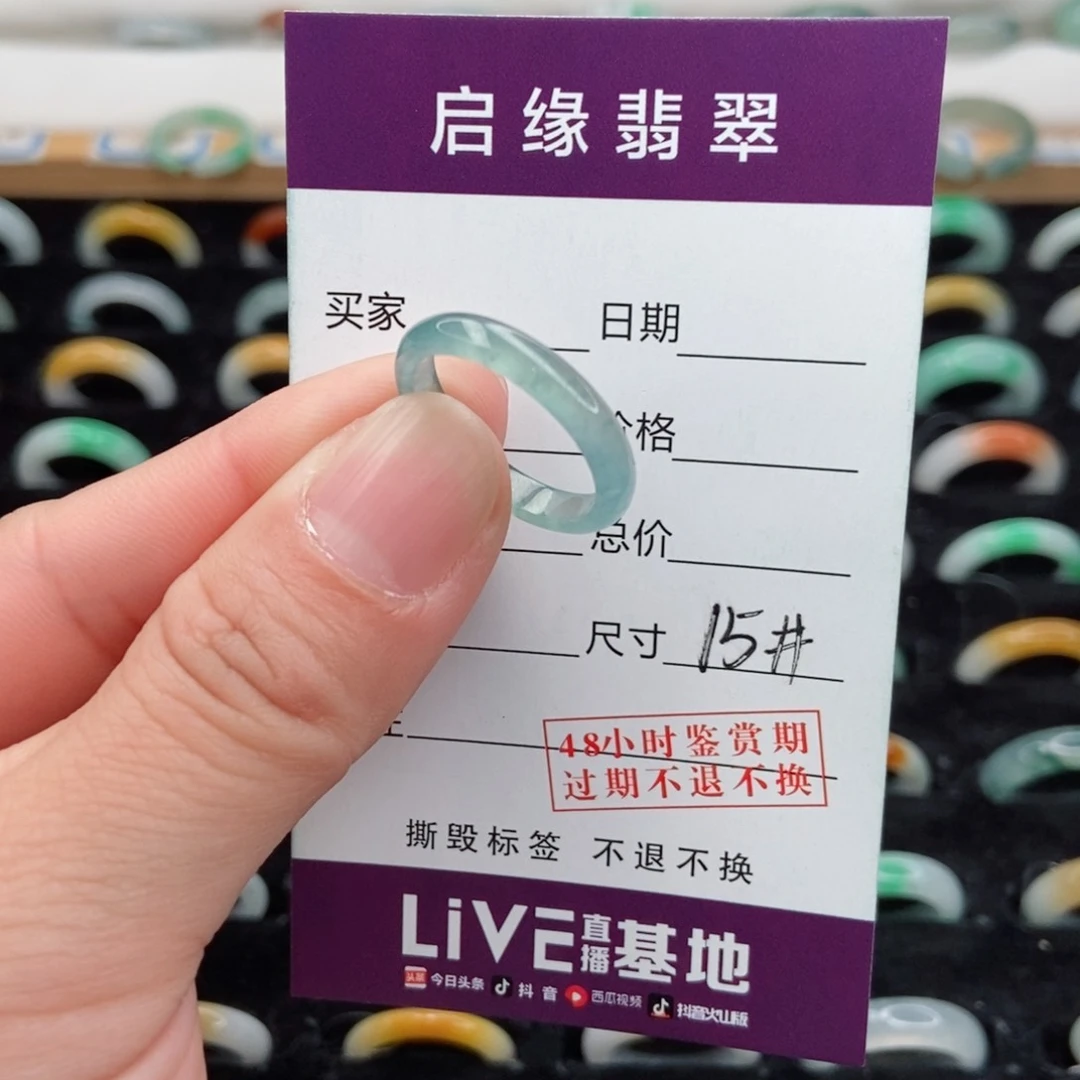 启缘翡翠
买家 日期
价格
总价
尺寸 15#
48小时鉴赏期
过期不退不换
撕毁标签 不退不换
LiVE直播基地
头条 今日头条 抖音 西瓜视频 抖音火山版